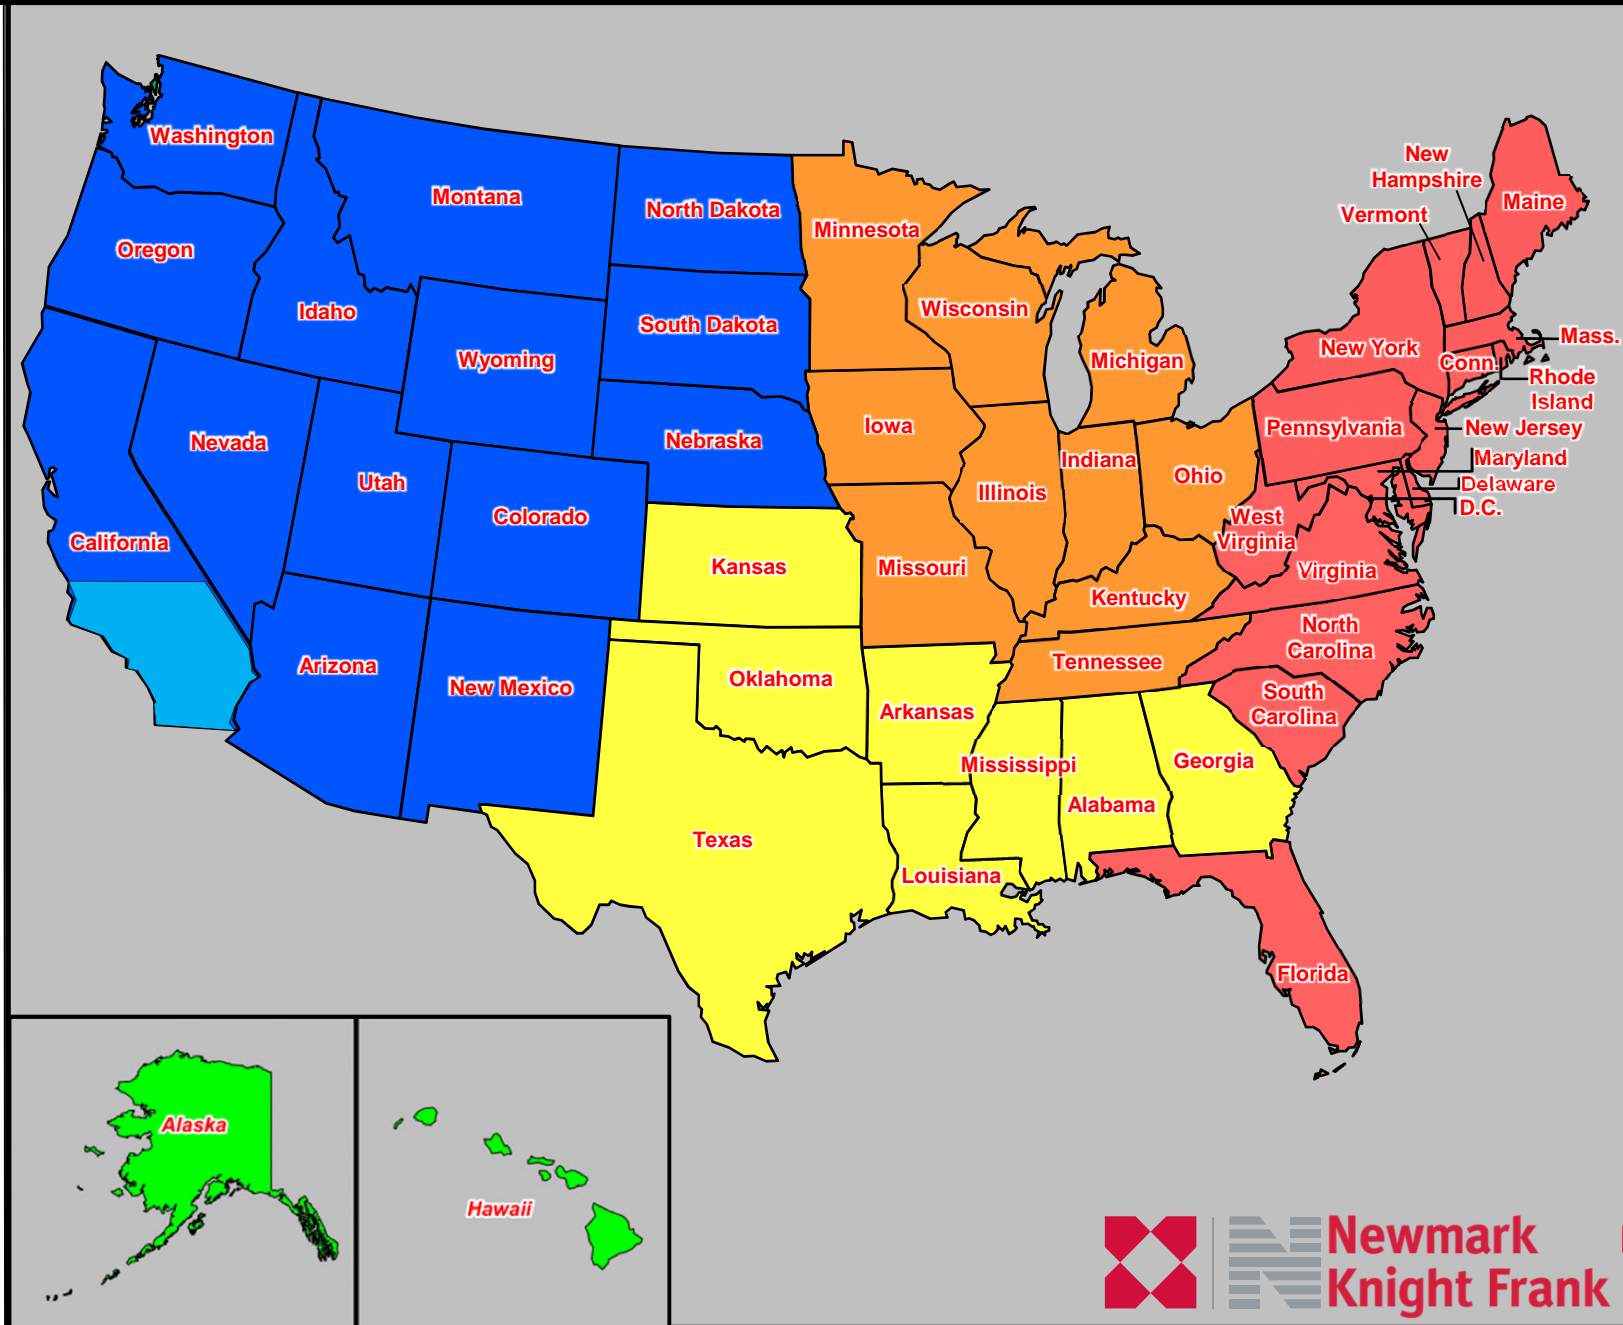 Washington
Montana
North Dakota
Minnesota
New
Hampshire
Vermont
Maine
Oregon
Idaho
Wyoming
South Dakota
Wisconsin
Michigan
New York
Mass.
Conn.
Rhode
Island
Nevada
Utah
Colorado
Nebraska
Iowa
Illinois
Indiana
Ohio
Pennsylvania
New Jersey
Maryland
Delaware
D.C.
California
Kansas
Missouri
Kentucky
West
Virginia
Virginia
Arizona
New Mexico
Oklahoma
Arkansas
Tennessee
North
Carolina
South
Carolina
Texas
Louisiana
Mississippi
Alabama
Georgia
Florida
Alaska
Hawaii
N
Newmark
Knight Frank